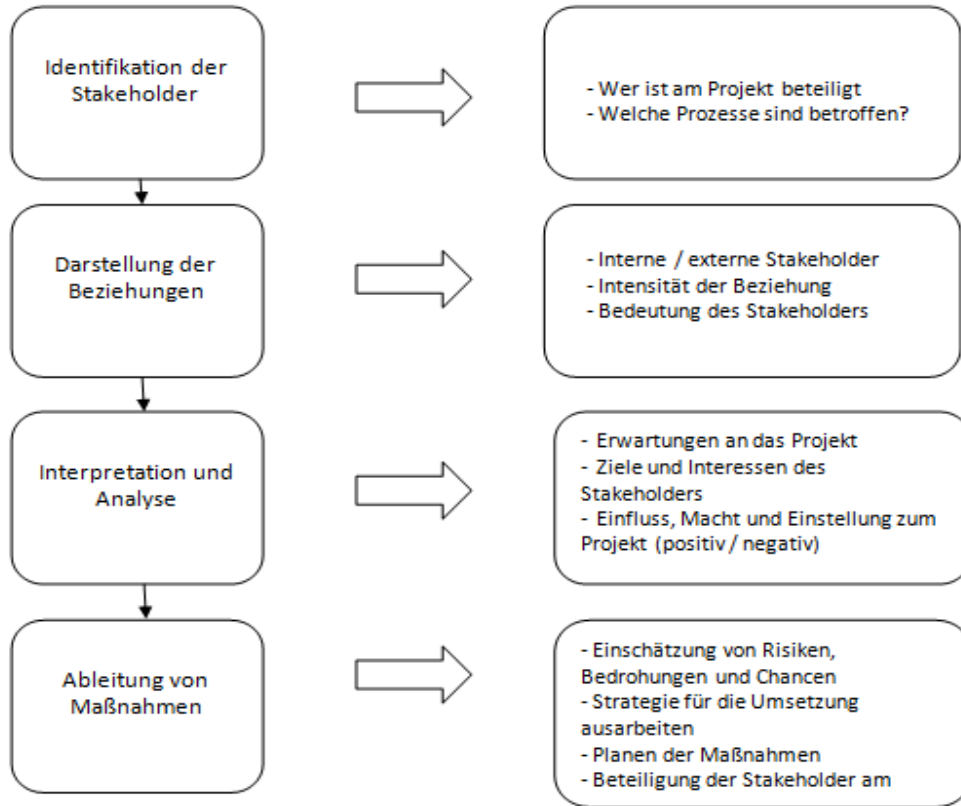 Identifikation der
Stakeholder
- Wer ist am Projekt beteiligt
- Welche Prozesse sind betroffen?
Darstellung der
Beziehungen
- Interne / externe Stakeholder
- Intensität der Beziehung
- Bedeutung des Stakeholders
Interpretation und
Analyse
- Erwartungen an das Projekt
- Ziele und Interessen des
Stakeholders
- Einfluss, Macht und Einstellung zum
Projekt (positiv / negativ)
Ableitung von
Maßnahmen
- Einschätzung von Risiken,
Bedrohungen und Chancen
- Strategie für die Umsetzung
ausarbeiten
- Planen der Maßnahmen
- Beteiligung der Stakeholder am